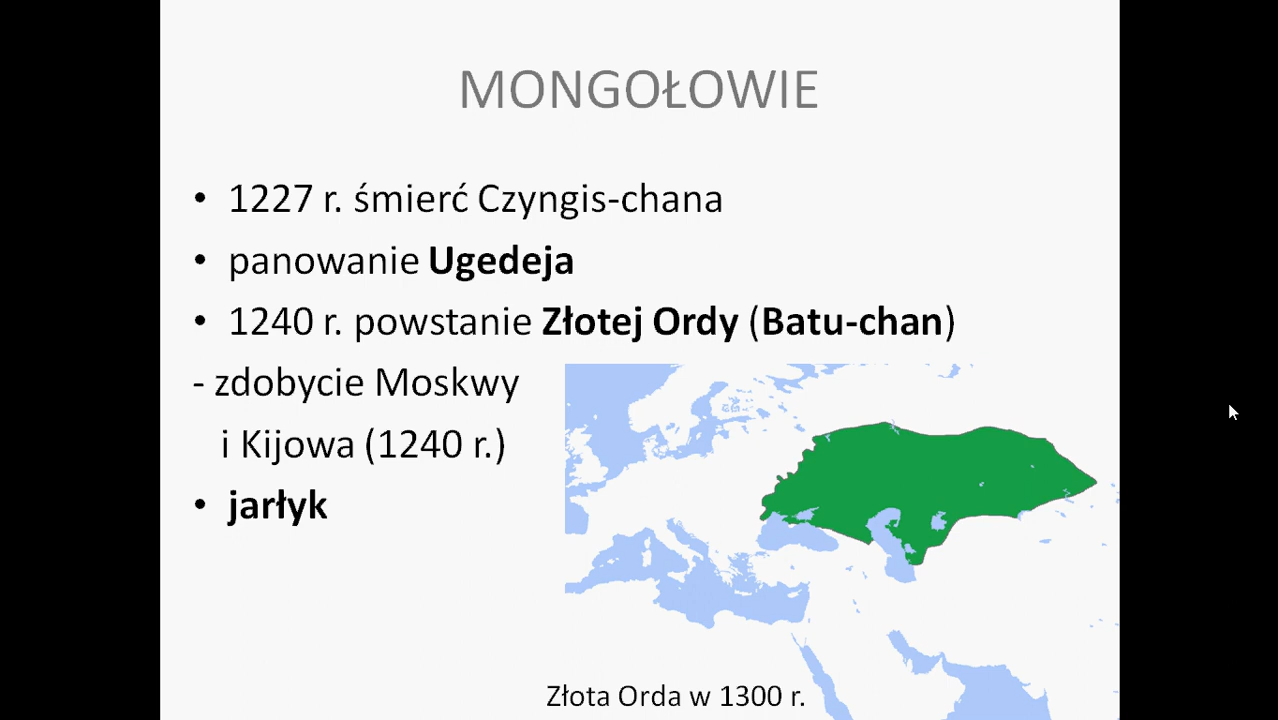 MONGOŁOWIE
• 1227 r. śmierć Czyngis-chana
• panowanie Ugedeja
• 1240 r. powstanie Złotej Ordy (Batu-chan)
- zdobycie Moskwy
i Kijowa (1240 r.)
• jarłyk
Złota Orda w 1300 r.